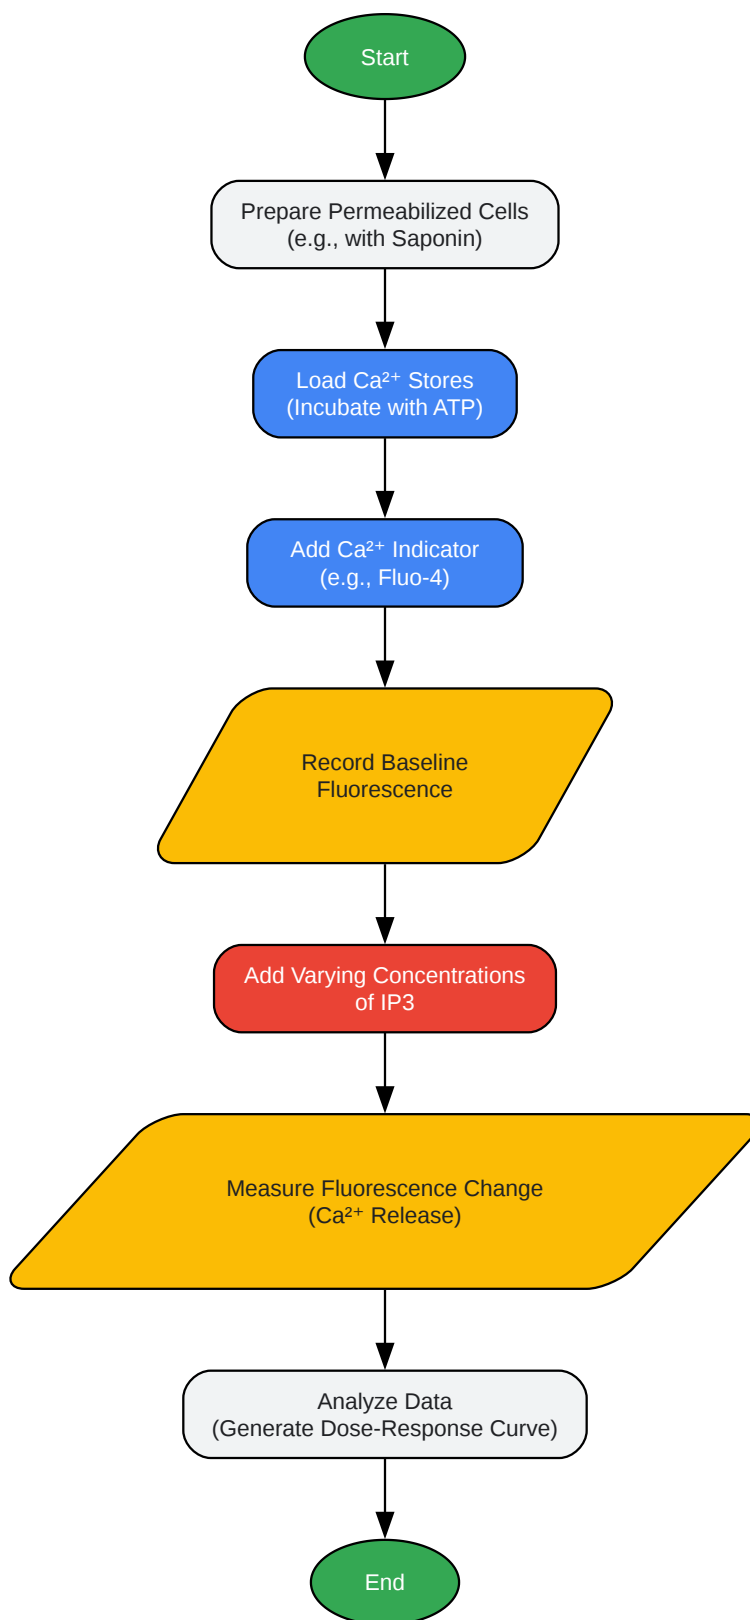 Start
Prepare Permeabilized Cells
(e.g., with Saponin)
Load Ca²⁺ Stores
(Incubate with ATP)
Add Ca²⁺ Indicator
(e.g., Fluo-4)
Record Baseline
Fluorescence
Add Varying Concentrations
of IP3
Measure Fluorescence Change
(Ca²⁺ Release)
Analyze Data
(Generate Dose-Response Curve)
End